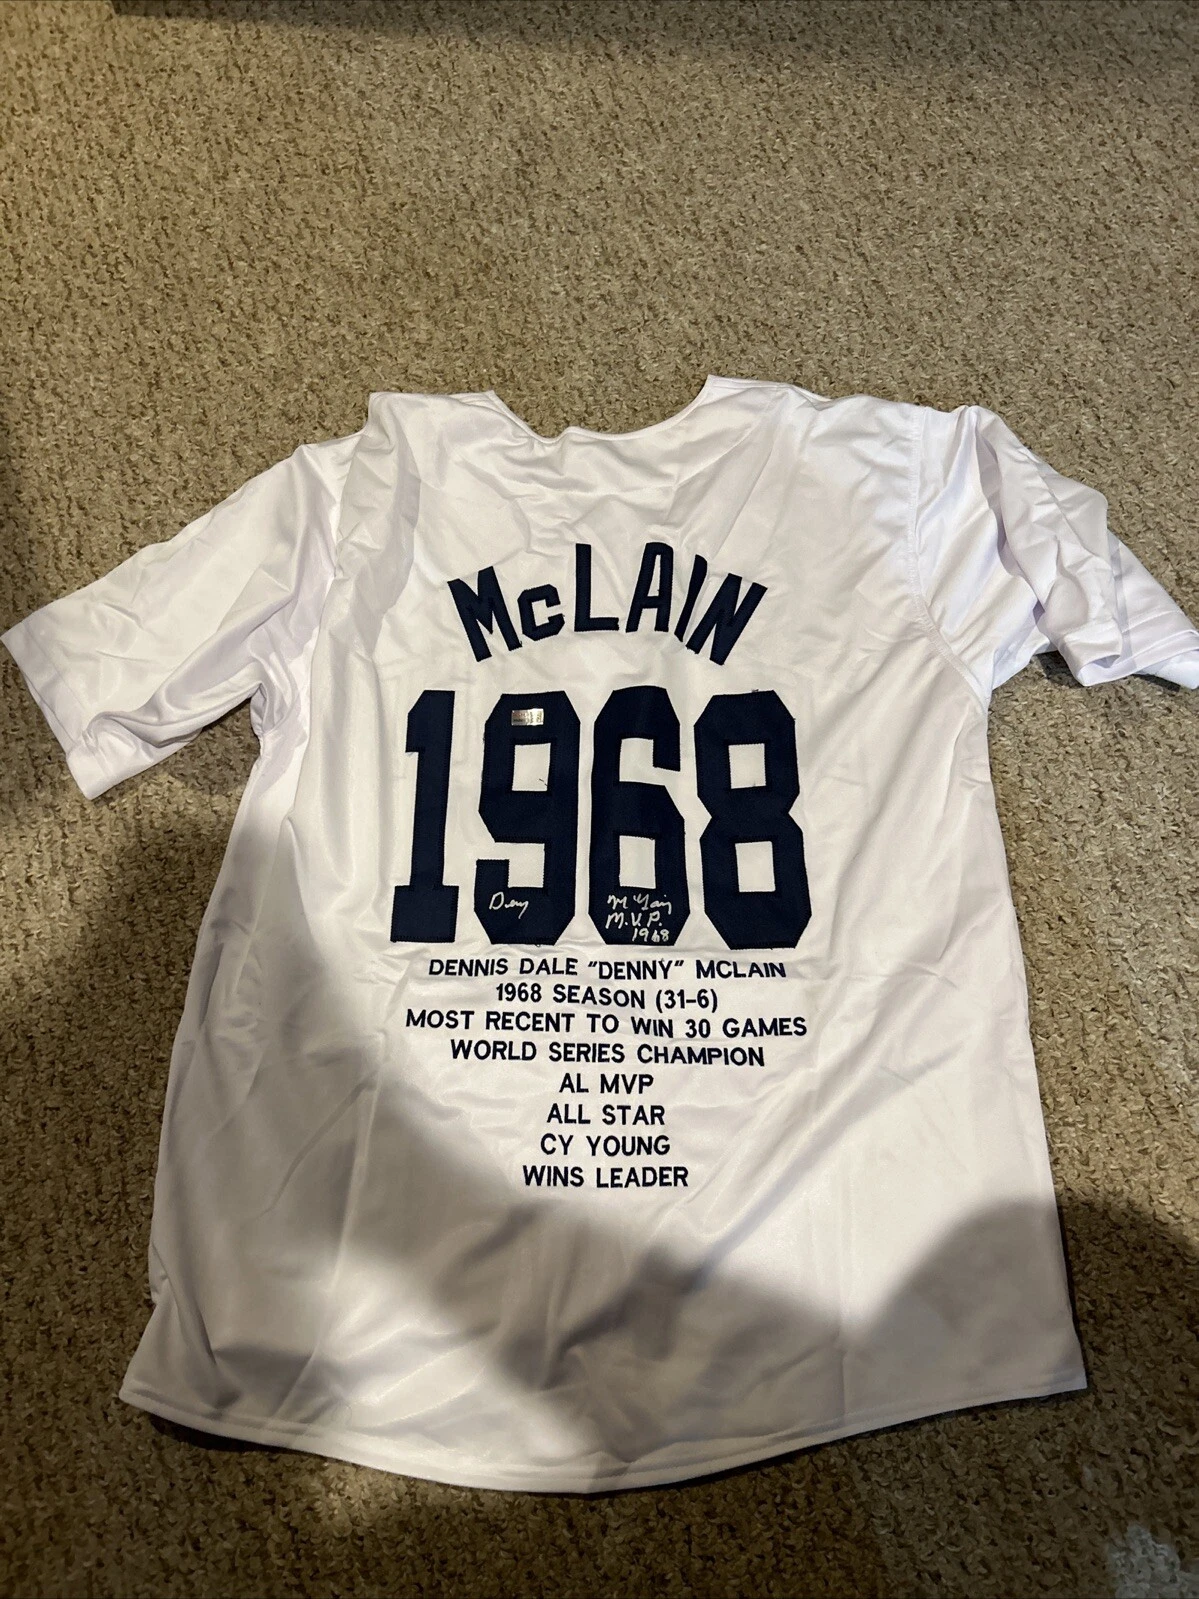 McLAIN
1968
Denny McLain
M.V.P.
1968
DENNIS DALE "DENNY" MCLAIN
1968 SEASON (31-6)
MOST RECENT TO WIN 30 GAMES
WORLD SERIES CHAMPION
AL MVP
ALL STAR
CY YOUNG
WINS LEADER